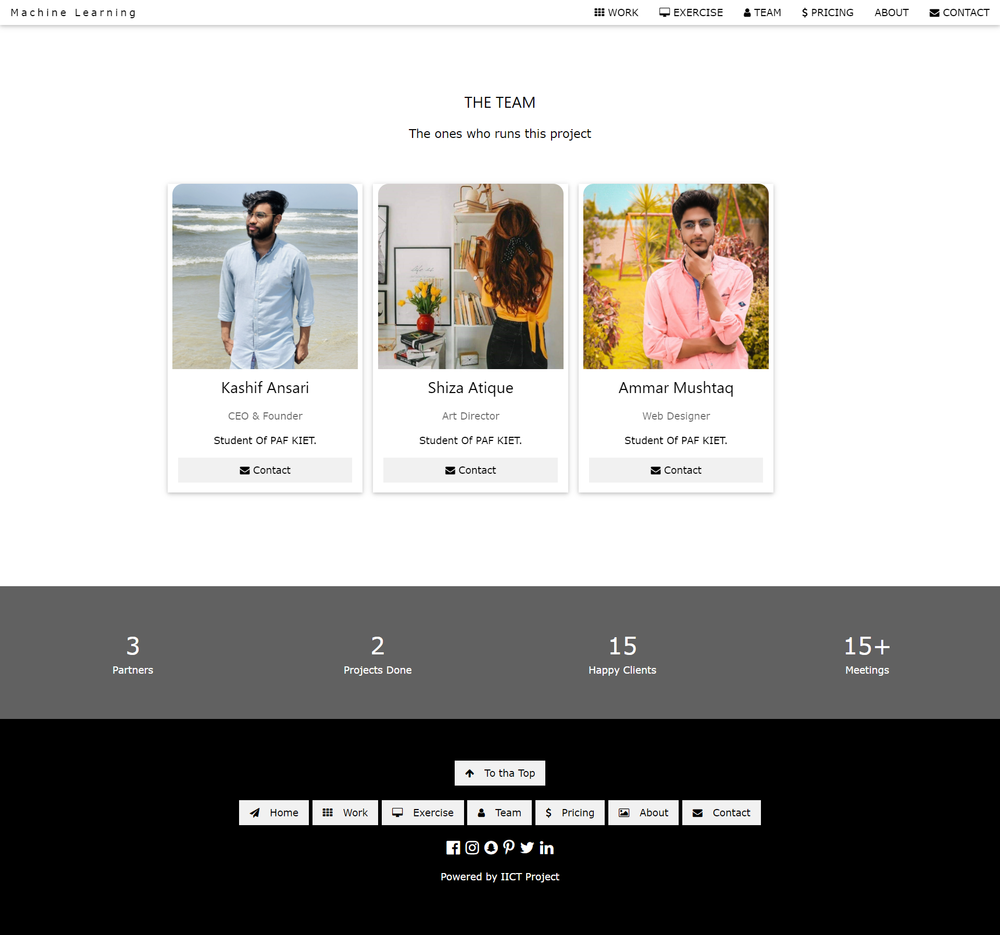 Machine Learning
WORK
EXERCISE
TEAM
$ PRICING
ABOUT
CONTACT
THE TEAM
The ones who runs this project
life is
Kashif Ansari
CEO & Founder
Student Of PAF KIET.
Contact
Shiza Atique
Art Director
Student Of PAF KIET.
Contact
Ammar Mushtaq
Web Designer
Student Of PAF KIET.
Contact
3
Partners
2
Projects Done
15
Happy Clients
15+
Meetings
To tha Top
Home
Work
Exercise
Team
$ Pricing
About
Contact
Powered by IICT Project